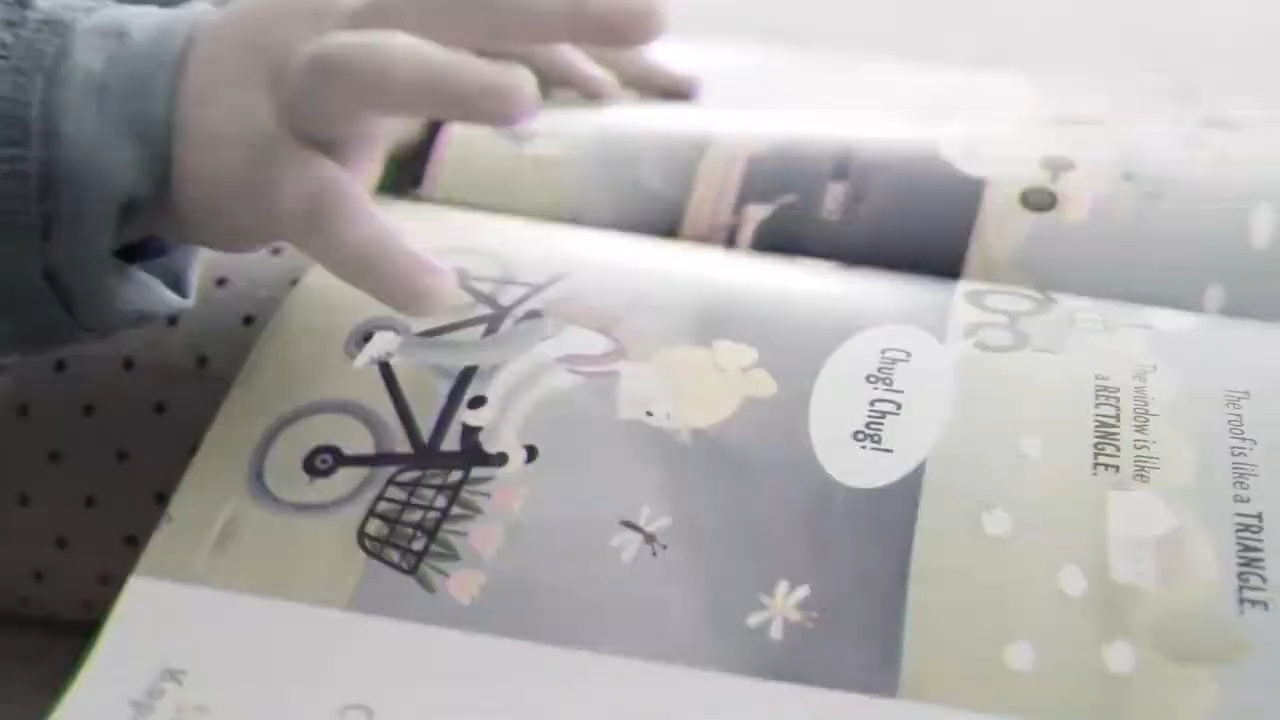 The roof is like a TRIANGLE.
The window is like
a RECTANGLE.
Chug! Chug!